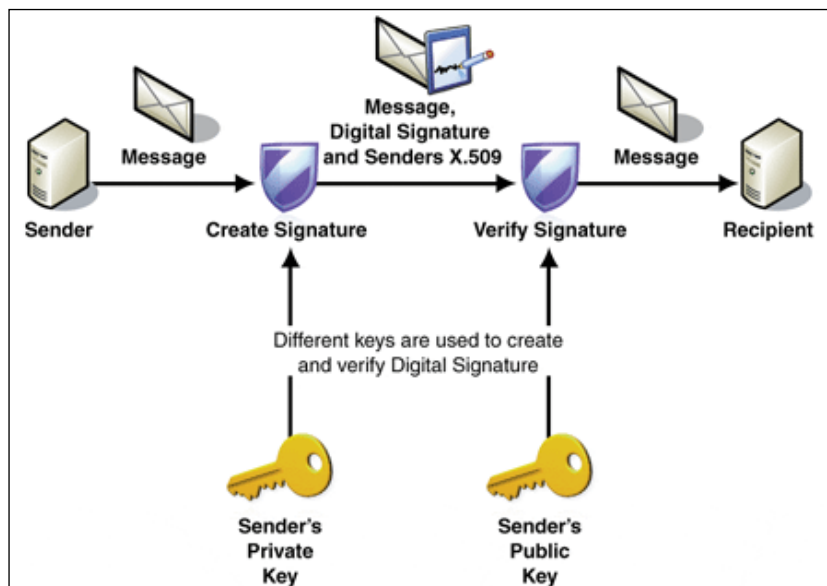 Message,
Digital Signature
and Senders X.509
Message
Message
Sender
Create Signature
Verify Signature
Recipient
Different keys are used to create
and verify Digital Signature
Sender's
Private
Key
Sender's
Public
Key